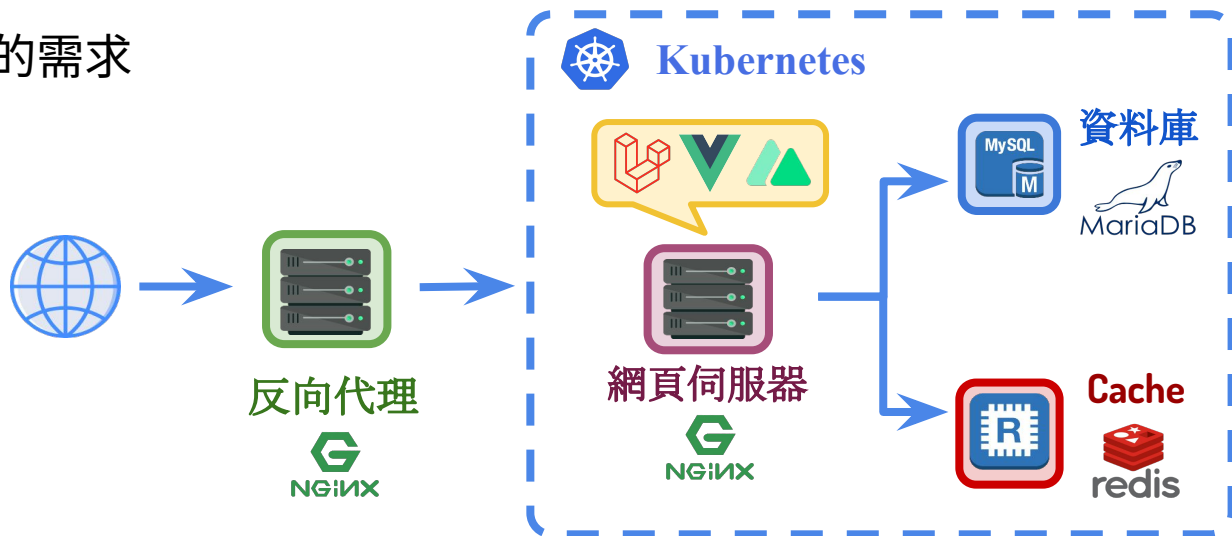 的需求
Kubernetes
MySQL
M
資料庫
MariaDB
反向代理
NGiNX
網頁伺服器
NGiNX
R
Cache
redis